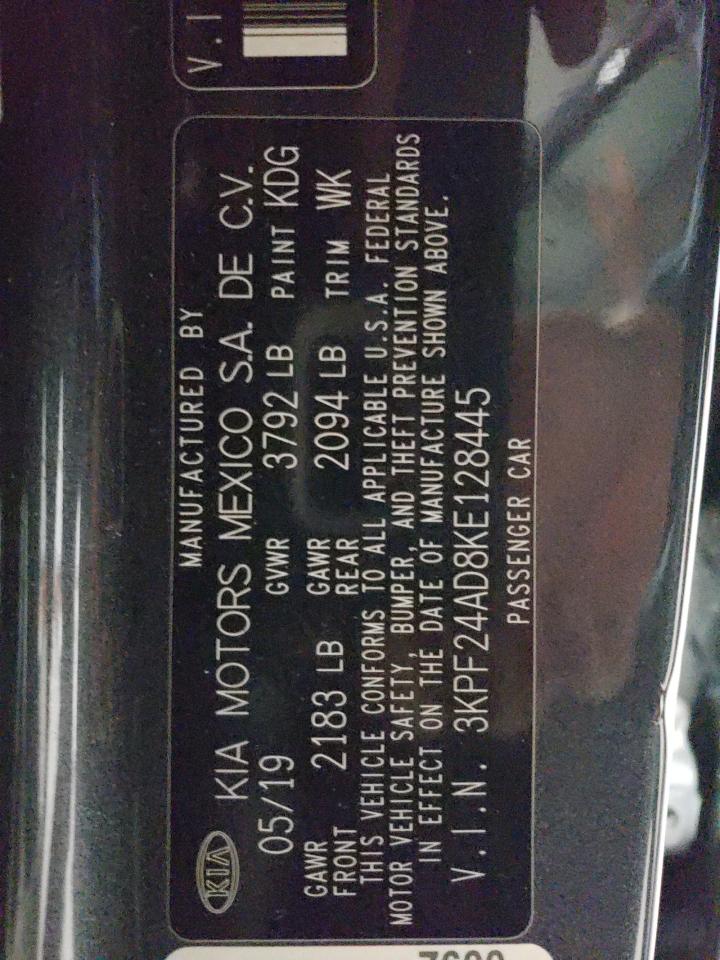 KIA
MANUFACTURED BY
KIA MOTORS MEXICO S.A. DE C.V.
05/19 GVWR 3792 LB PAINT KDG
GAWR FRONT 2183 LB GAWR REAR 2094 LB TRIM WK
THIS VEHICLE CONFORMS TO ALL APPLICABLE U.S.A. FEDERAL
MOTOR VEHICLE SAFETY, BUMPER, AND THEFT PREVENTION STANDARDS
IN EFFECT ON THE DATE OF MANUFACTURE SHOWN ABOVE.
V.I.N. 3KPF24AD8KE128445
PASSENGER CAR
V.I